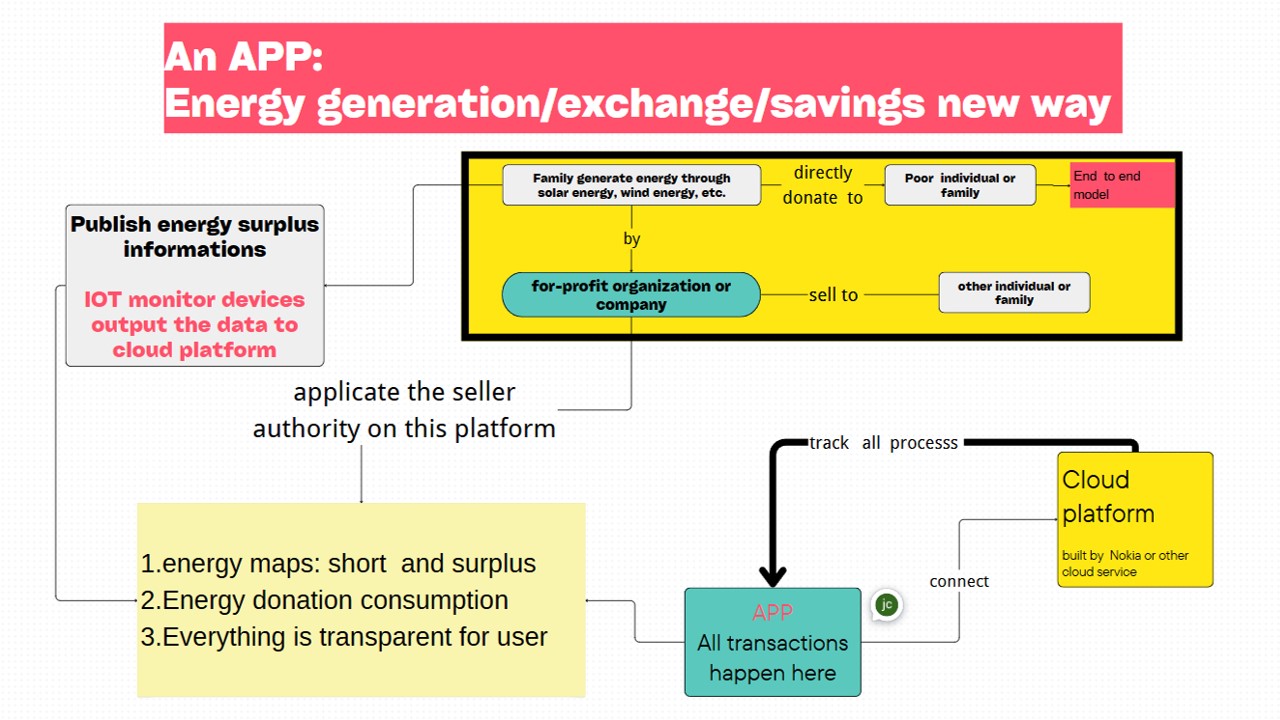 An APP:
Energy generation/exchange/savings new way
Family generate energy through
solar energy, wind energy, etc.
directly
donate to
Poor individual or
family
End to end
model
by
for-profit organization or
company
sell to
other individual or
family
Publish energy surplus
informations
IOT monitor devices
output the data to
cloud platform
applicate the seller
authority on this platform
track all processs
Cloud
platform
built by Nokia or other
cloud service
connect
1.energy maps: short and surplus
2.Energy donation consumption
3.Everything is transparent for user
APP
All transactions
happen here
jc